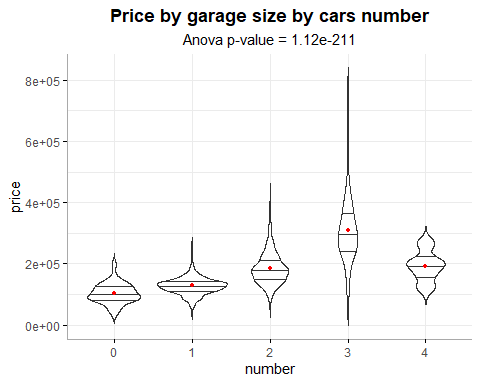 Price by garage size by cars number
Anova p-value = 1.12e-211
8e+05
6e+05
4e+05
2e+05
0e+00
price
0 1 2 3 4
number